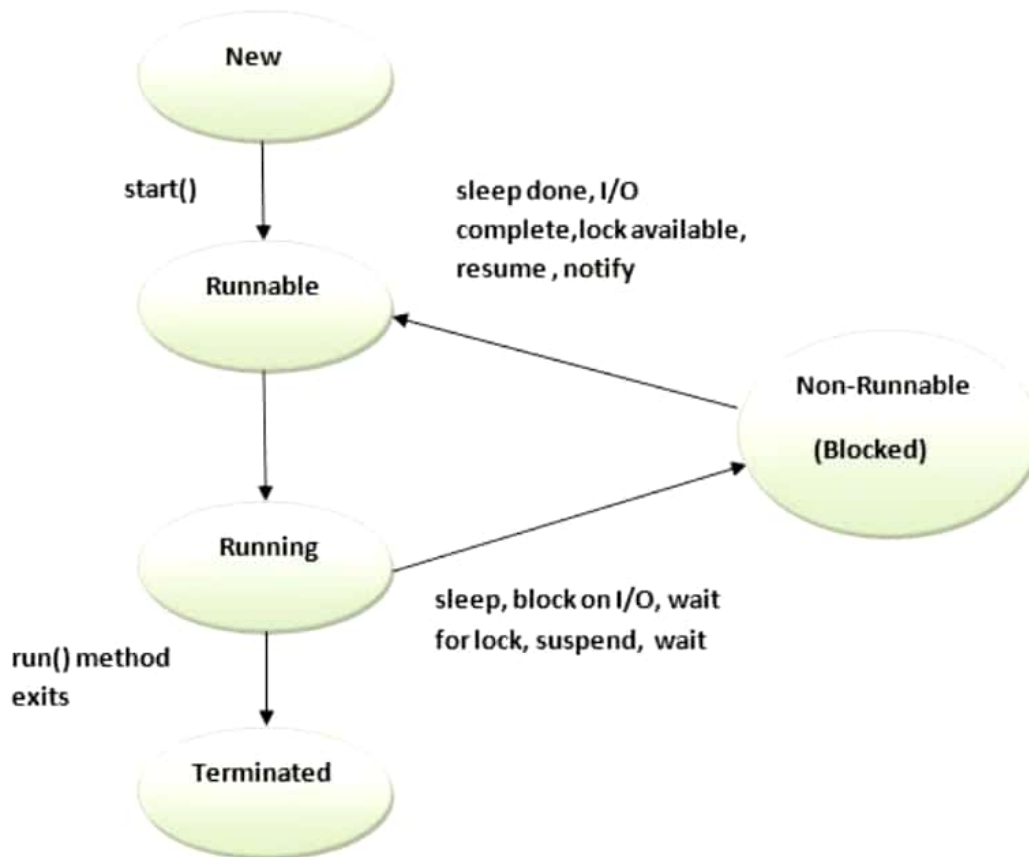 New
start()
sleep done, I/O
complete, lock available,
resume , notify
Runnable
Non-Runnable
(Blocked)
Running
sleep, block on I/O, wait
for lock, suspend, wait
run() method
exits
Terminated